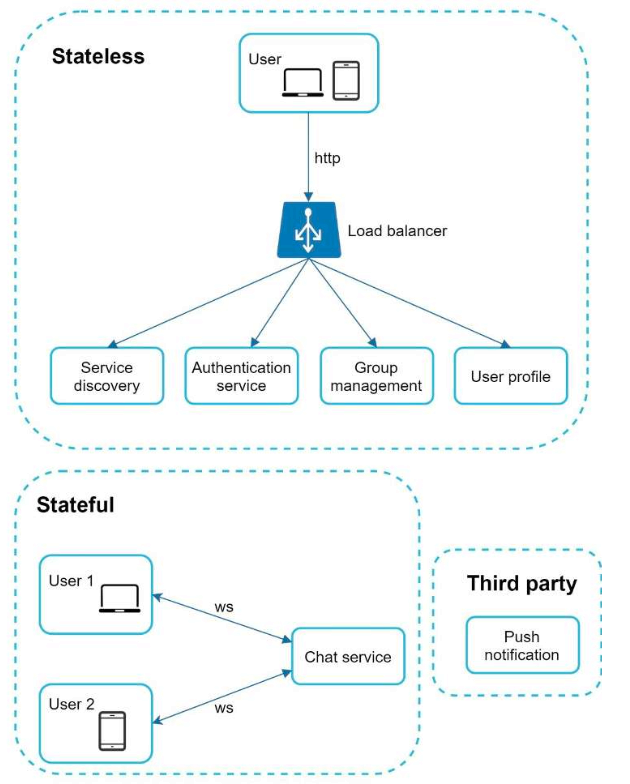 Stateless
User
http
Load balancer
Service
discovery
Authentication
service
Group
management
User profile
Stateful
User 1
ws
Chat service
User 2
ws
Third party
Push
notification